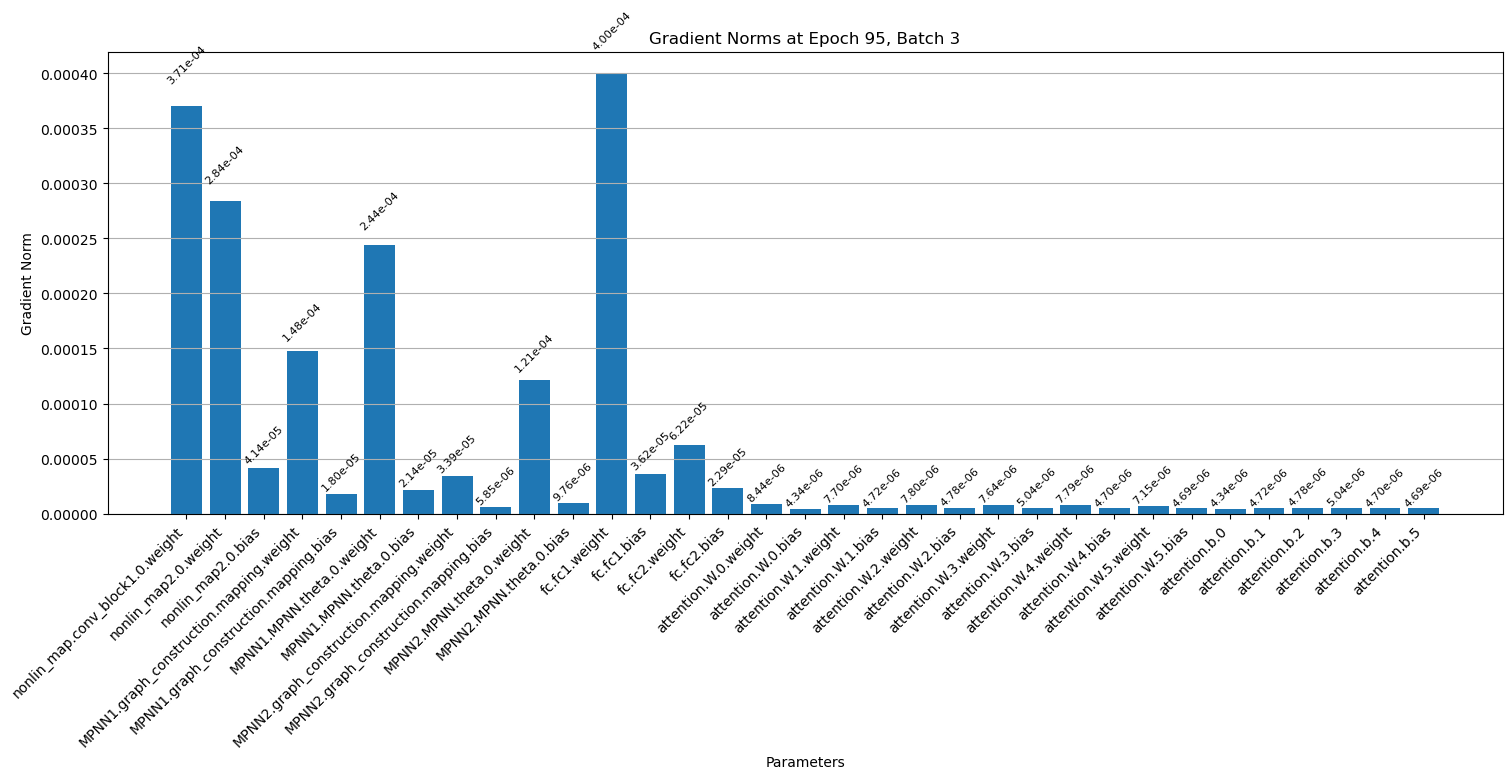 Gradient Norms at Epoch 95, Batch 3
Gradient Norm
0.00040
0.00035
0.00030
0.00025
0.00020
0.00015
0.00010
0.00005
0.00000
3.71e-04
2.84e-04
4.14e-05
1.48e-04
1.80e-05
2.44e-04
2.14e-05
3.39e-05
5.85e-06
1.21e-04
9.76e-06
4.00e-04
3.62e-05
6.22e-05
2.29e-05
8.44e-06
4.34e-06
7.70e-06
4.72e-06
7.80e-06
4.78e-06
7.64e-06
5.04e-06
7.79e-06
4.70e-06
7.15e-06
4.69e-06
4.34e-06
4.72e-06
4.78e-06
5.04e-06
4.70e-06
4.69e-06
nonlin_map.conv_block1.0.weight
nonlin_map2.0.weight
nonlin_map2.0.bias
MPNN1.graph_construction.mapping.weight
MPNN1.graph_construction.mapping.bias
MPNN1.MPNN.theta.0.weight
MPNN1.MPNN.theta.0.bias
MPNN2.graph_construction.mapping.weight
MPNN2.graph_construction.mapping.bias
MPNN2.MPNN.theta.0.weight
MPNN2.MPNN.theta.0.bias
fc.fc1.weight
fc.fc1.bias
fc.fc2.weight
fc.fc2.bias
attention.W.0.weight
attention.W.0.bias
attention.W.1.weight
attention.W.1.bias
attention.W.2.weight
attention.W.2.bias
attention.W.3.weight
attention.W.3.bias
attention.W.4.weight
attention.W.4.bias
attention.W.5.weight
attention.W.5.bias
attention.b.0
attention.b.1
attention.b.2
attention.b.3
attention.b.4
attention.b.5
Parameters